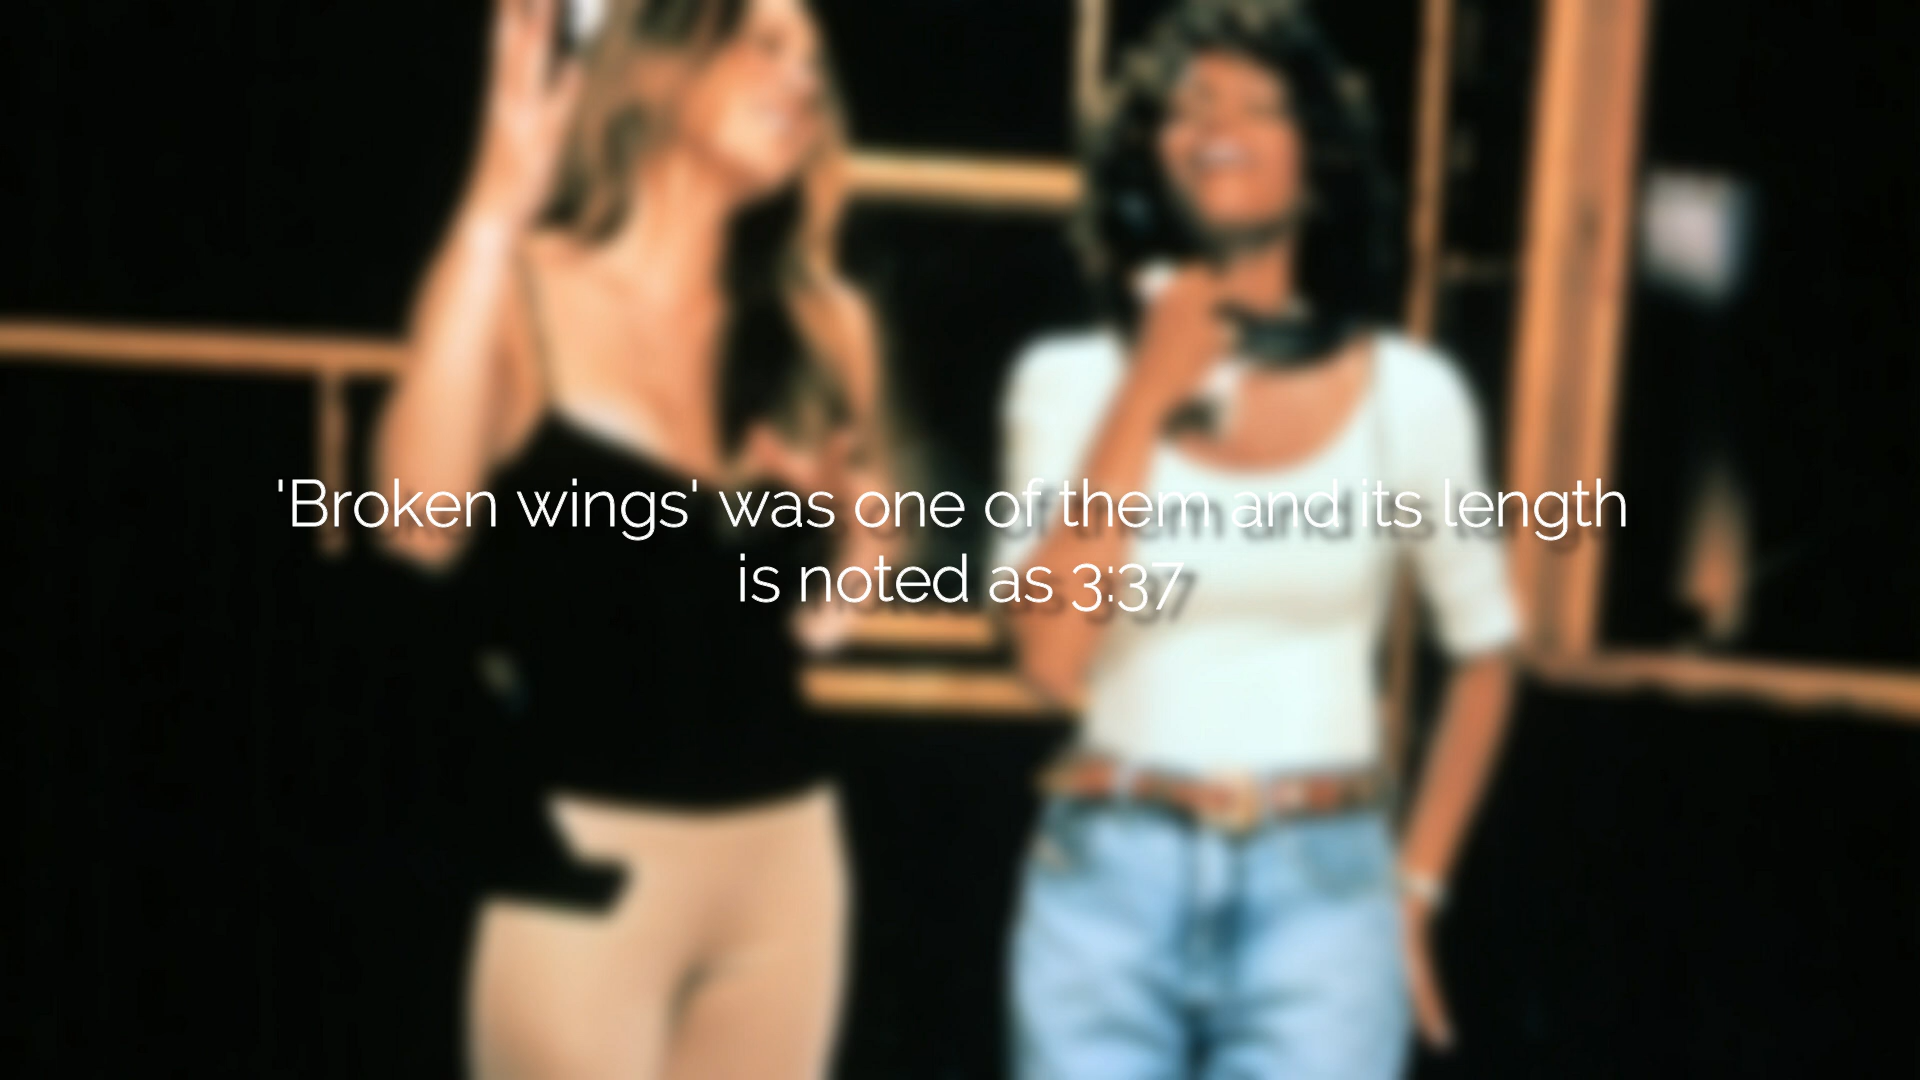 'Broken wings' was one of them and its length
is noted as 3:37